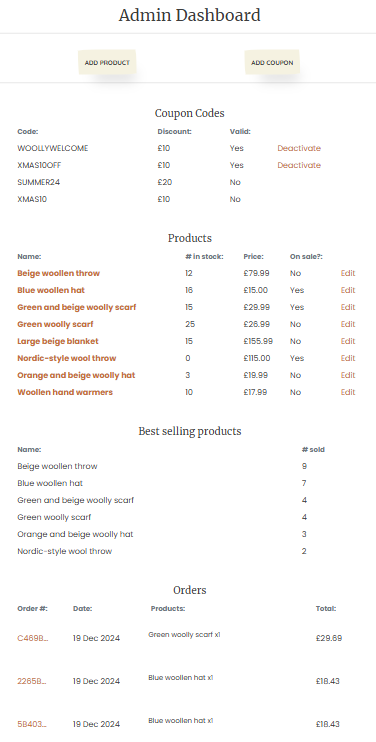 Admin Dashboard
ADD PRODUCT ADD COUPON
Coupon Codes
Code: Discount: Valid:
WOOLLYWELCOME £10 Yes Deactivate
XMAS10OFF £10 Yes Deactivate
SUMMER24 £20 No
XMAS10 £10 No
Products
Name: # in stock: Price: On sale?:
Beige woollen throw 12 £79.99 No Edit
Blue woollen hat 16 £15.00 Yes Edit
Green and beige woolly scarf 15 £29.99 Yes Edit
Green woolly scarf 25 £26.99 No Edit
Large beige blanket 15 £155.99 No Edit
Nordic-style wool throw 0 £115.00 Yes Edit
Orange and beige woolly hat 3 £19.99 No Edit
Woollen hand warmers 10 £17.99 No Edit
Best selling products
Name: # sold
Beige woollen throw 9
Blue woollen hat 7
Green and beige woolly scarf 4
Green woolly scarf 4
Orange and beige woolly hat 3
Nordic-style wool throw 2
Orders
Order #: Date: Products: Total:
C469B... 19 Dec 2024 Green woolly scarf x1 £29.69
2265B... 19 Dec 2024 Blue woollen hat x1 £18.43
5B403... 19 Dec 2024 Blue woollen hat x1 £18.43